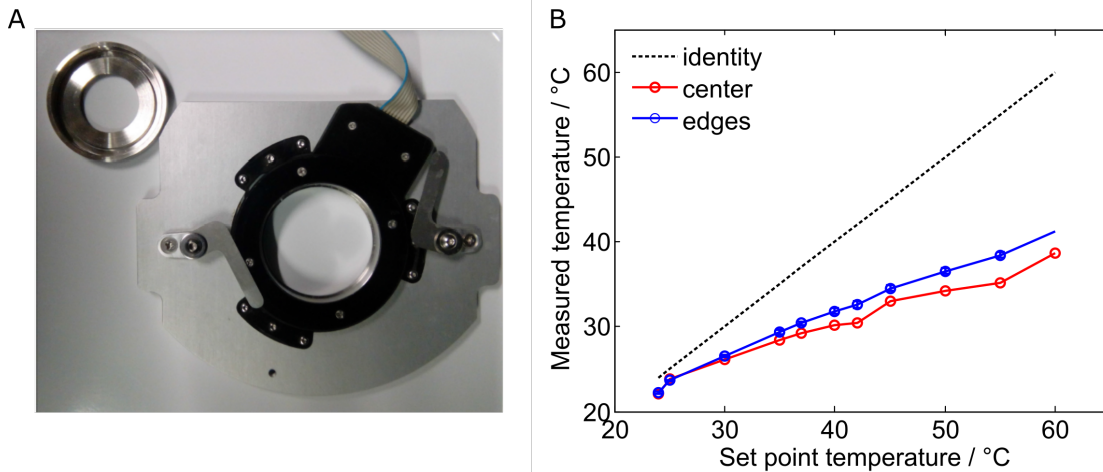 A
B
identity
center
edges
Measured temperature / °C
60
50
40
30
20
20
30
40
50
60
Set point temperature / °C